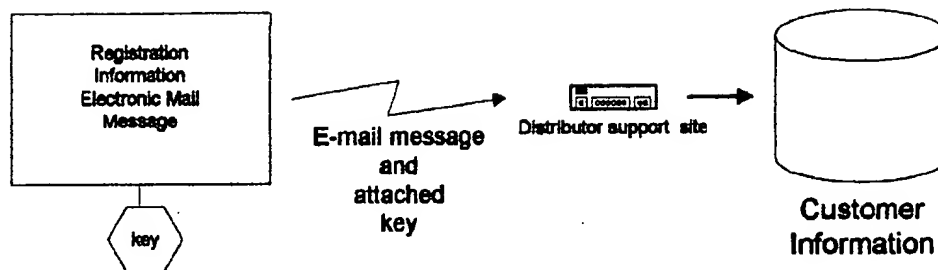 Registration
Information
Electronic Mail
Message
key
E-mail message
and
attached
key
Distributor support site
Customer
Information